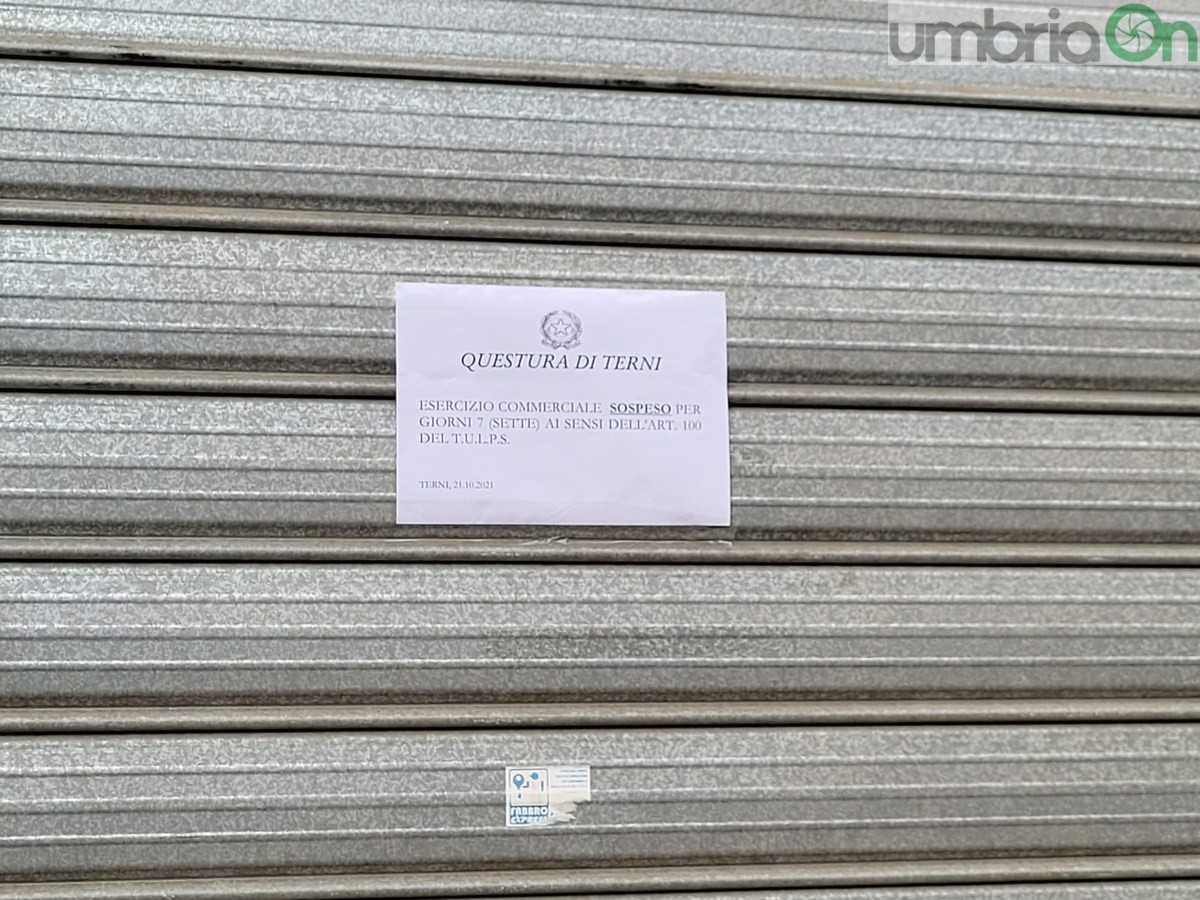 umbriaOn
QUESTURA DI TERNI
ESERCIZIO COMMERCIALE SOSPESO PER
GIORNI 7 (SETTE) AI SENSI DELL'ART. 100
DEL T.U.L.P.S.
TERNI, 21.10.2021
FABBRO
EXPRESS